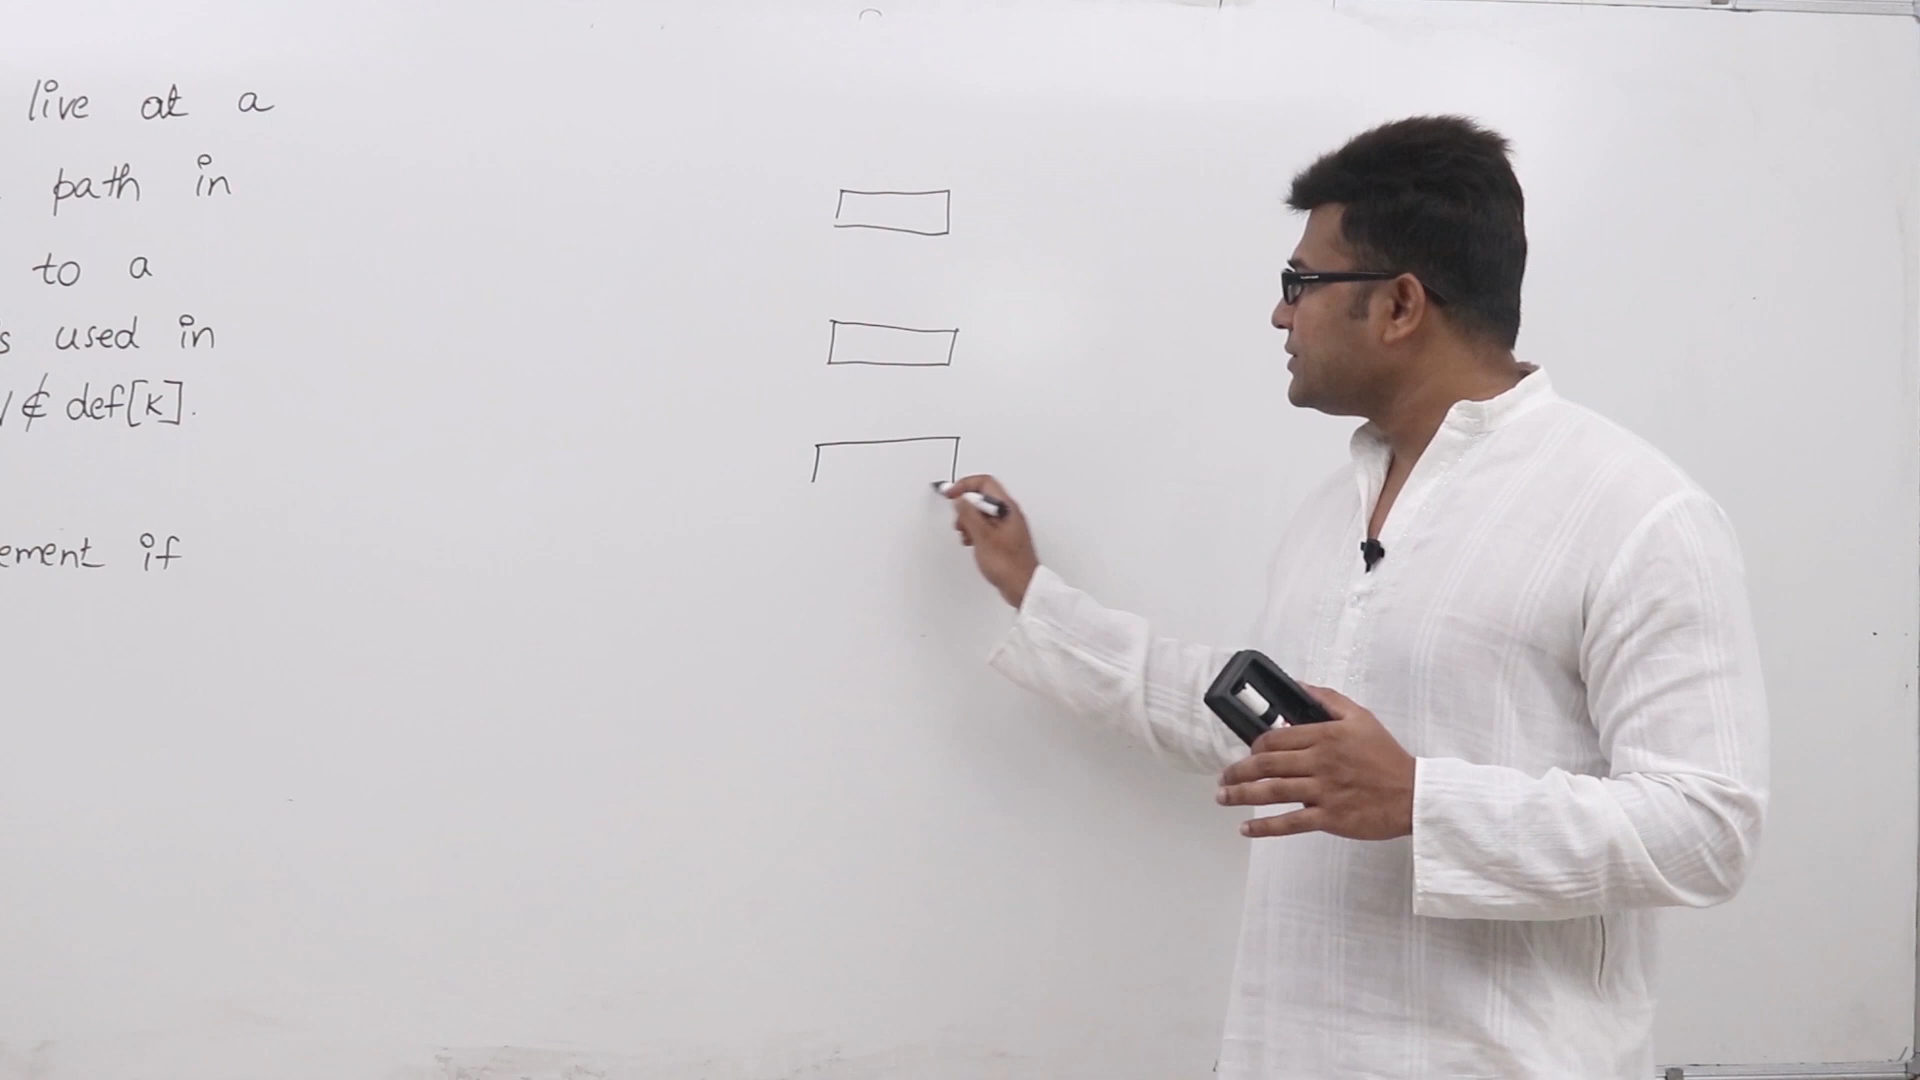 live at a
path in
to a
s used in
∉ def[k].
ement if